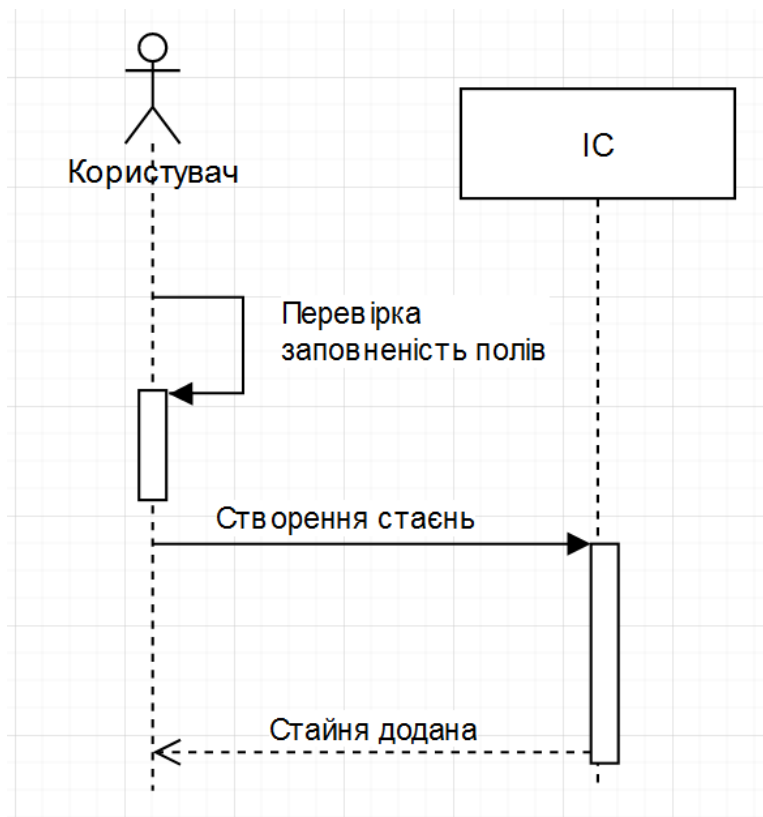 Користувач
ІС
Перевірка
заповненість полів
Створення стаєнь
Стайня додана